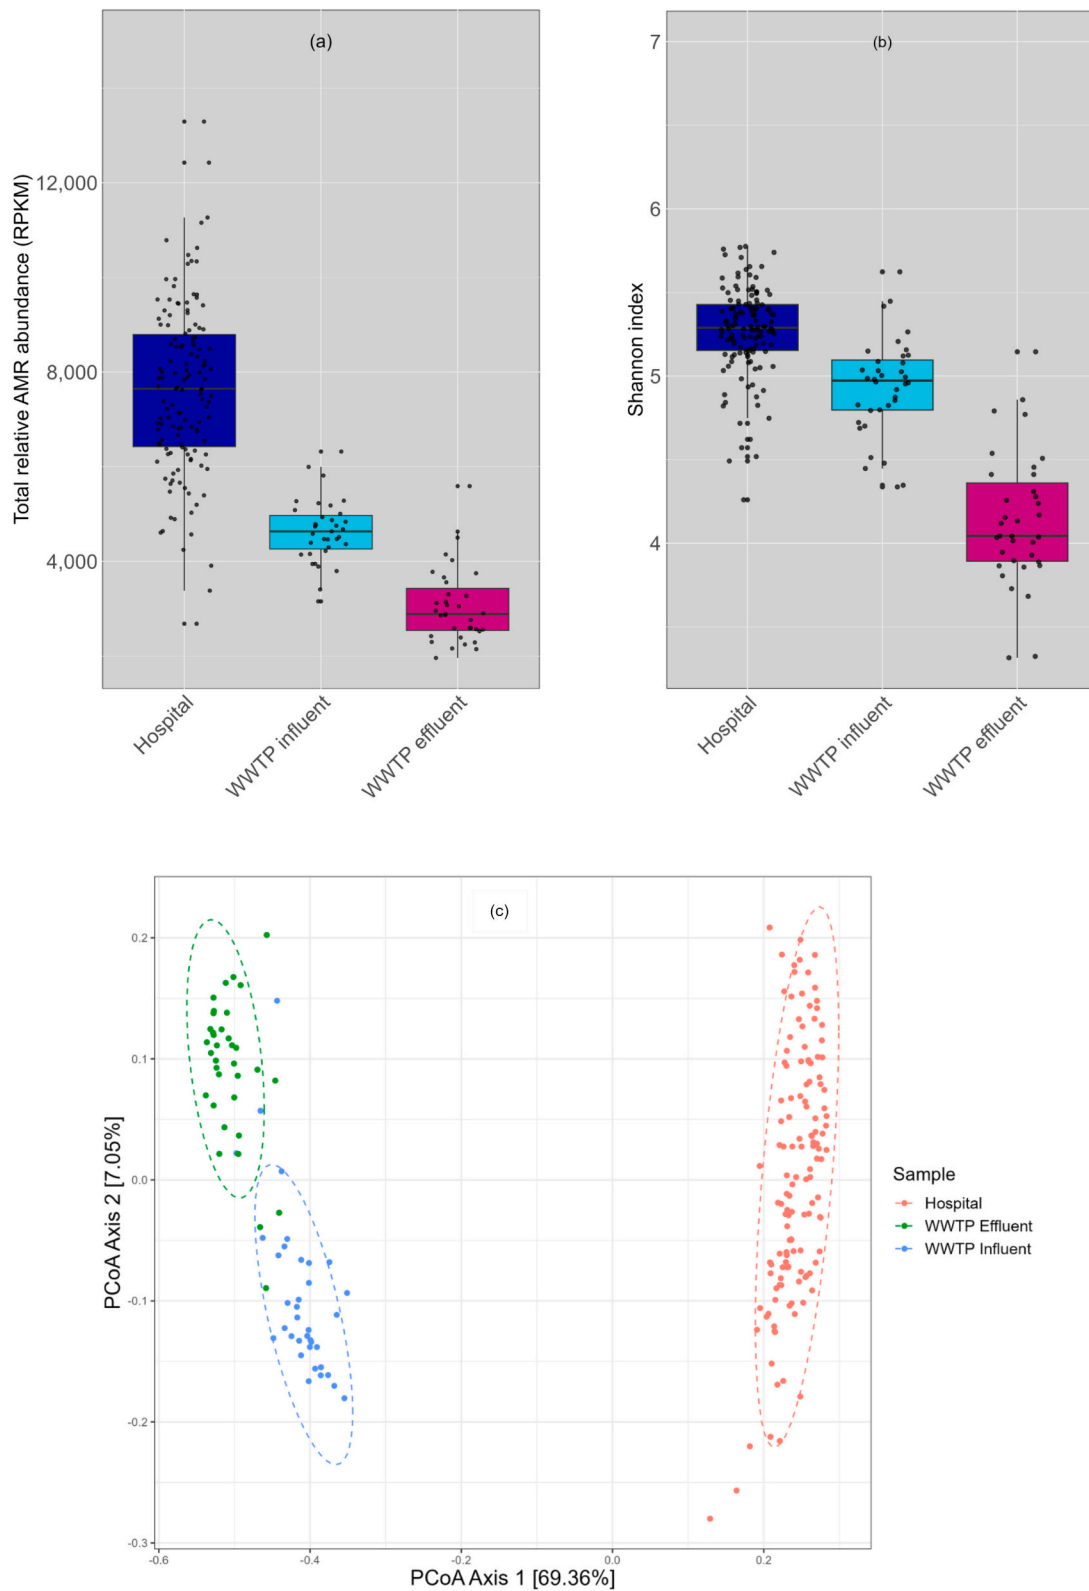 (a)
Total relative AMR abundance (RPKM)
12,000
8,000
4,000
Hospital
WWTP influent
WWTP effluent
(b)
Shannon index
7
6
5
4
Hospital
WWTP influent
WWTP effluent
(c)
PCoA Axis 2 [7.05%]
0.2
0.1
0.0
-0.1
-0.2
-0.3
-0.6
-0.4
-0.2
0.0
0.2
PCoA Axis 1 [69.36%]
Sample
Hospital
WWTP Effluent
WWTP Influent